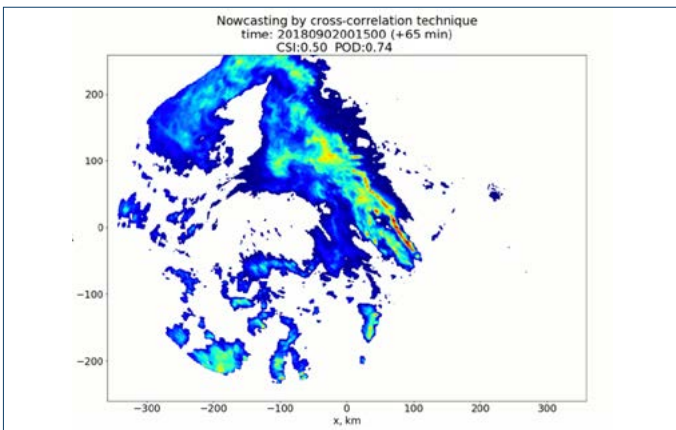 Nowcasting by cross-correlation technique
time: 20180902001500 (+65 min)
CSI:0.50 POD:0.74
200
100
0
−100
−200
−300 −200 −100 0 100 200 300
x, km